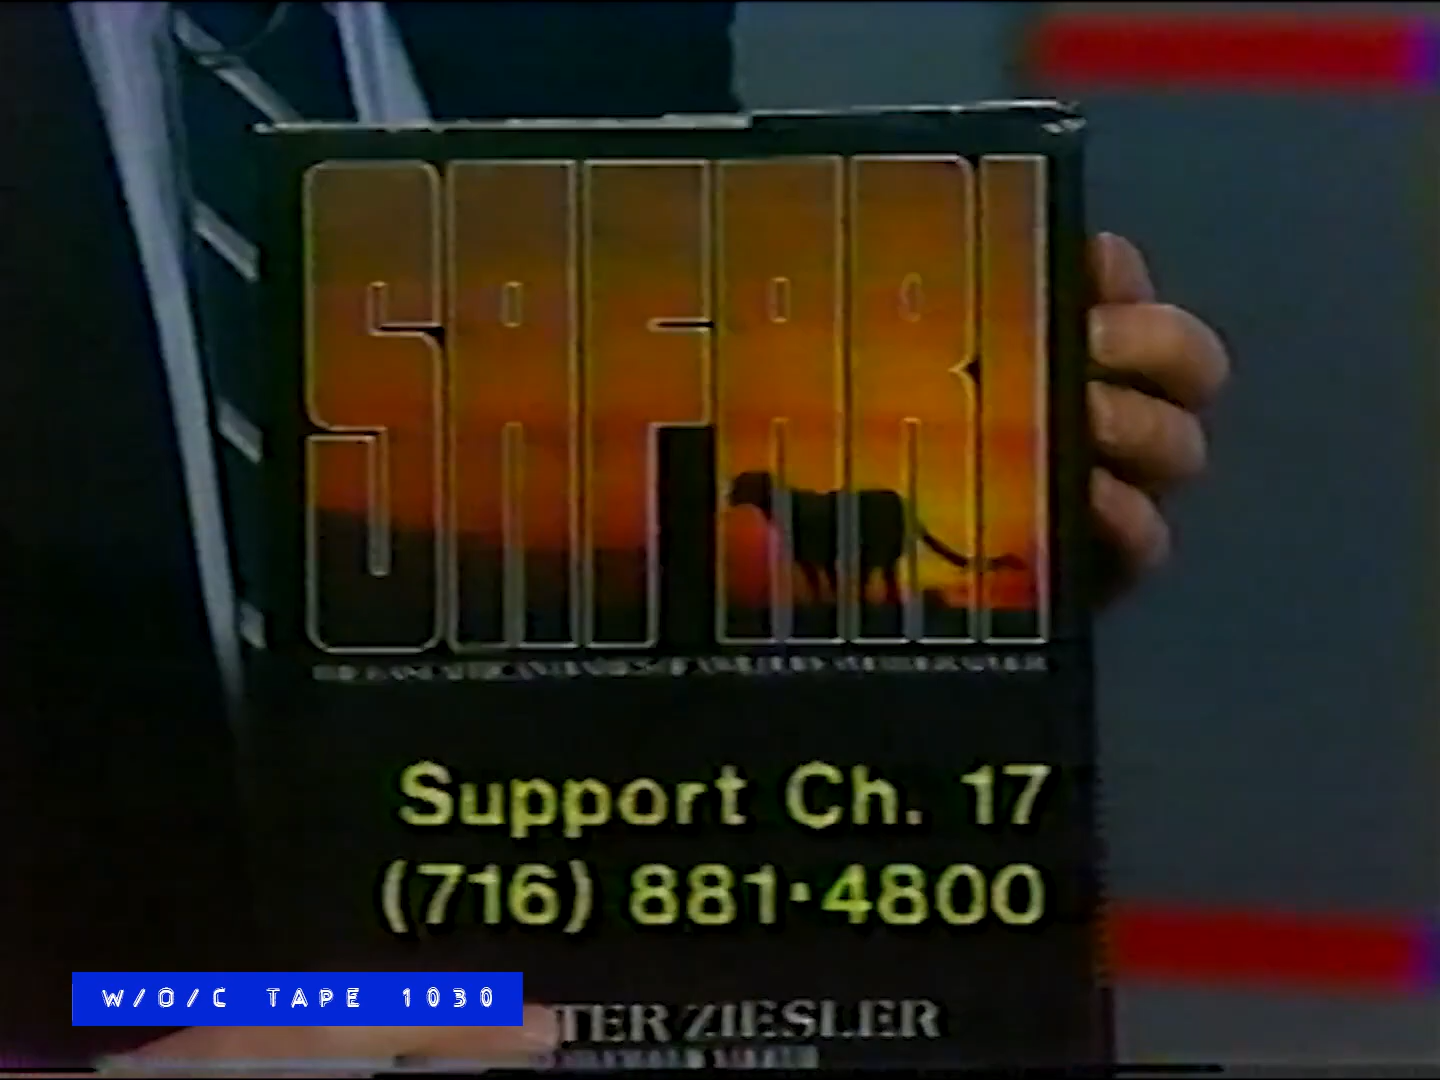 SAFARI
Support Ch. 17
(716) 881·4800
W/O/C TAPE 1030
TER ZIESLER